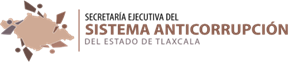 SECRETARÍA EJECUTIVA DEL
SISTEMA ANTICORRUPCIÓN
DEL ESTADO DE TLAXCALA